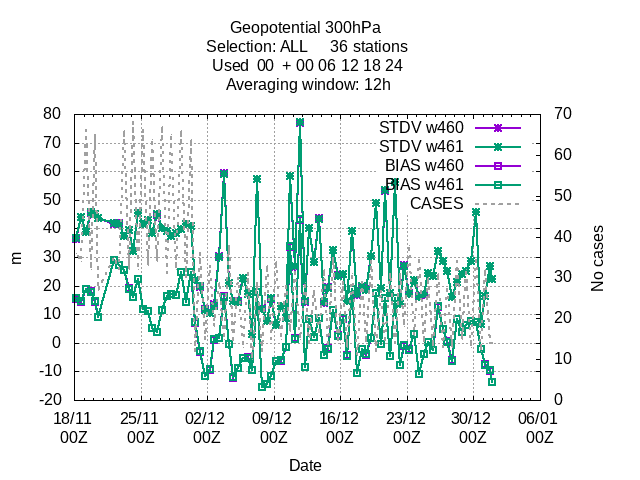 Geopotential 300hPa
Selection: ALL     36 stations
Used  00  + 00 06 12 18 24
Averaging window: 12h
80 70
STDV w460
STDV w461
BIAS w460
BIAS w461
CASES
70
60
50
40
30
20
10
0
-10
-20
60
50
40
30
20
10
0
m
No cases
18/11 25/11 02/12 09/12 16/12 23/12 30/12 06/01
00Z 00Z 00Z 00Z 00Z 00Z 00Z 00Z
Date